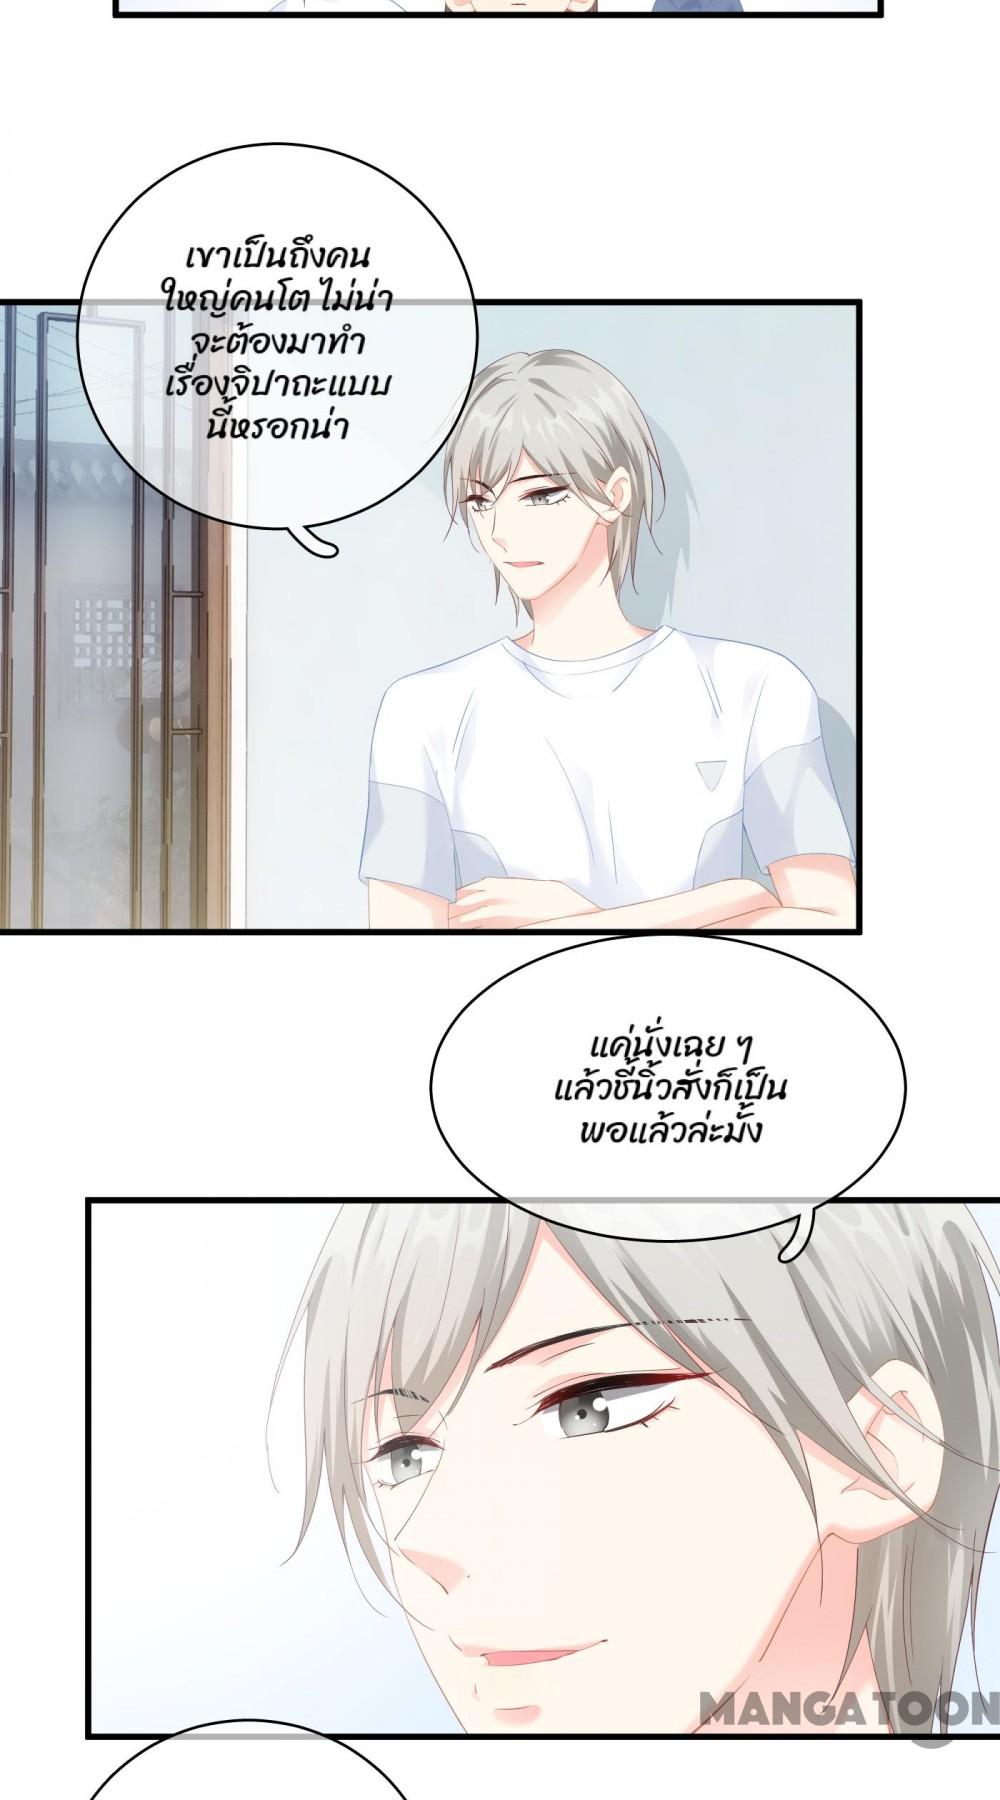 เขาเป็นถึงคน
ใหญ่คนโต ไม่น่า
จะต้องมาทำ
เรื่องจิปาถะแบบ
นี้หรอกน่า
แค่นั่งเฉย ๆ
แล้วชี้นิ้วสั่งก็เป็น
พอแล้วล่ะมั้ง
MANGATOON